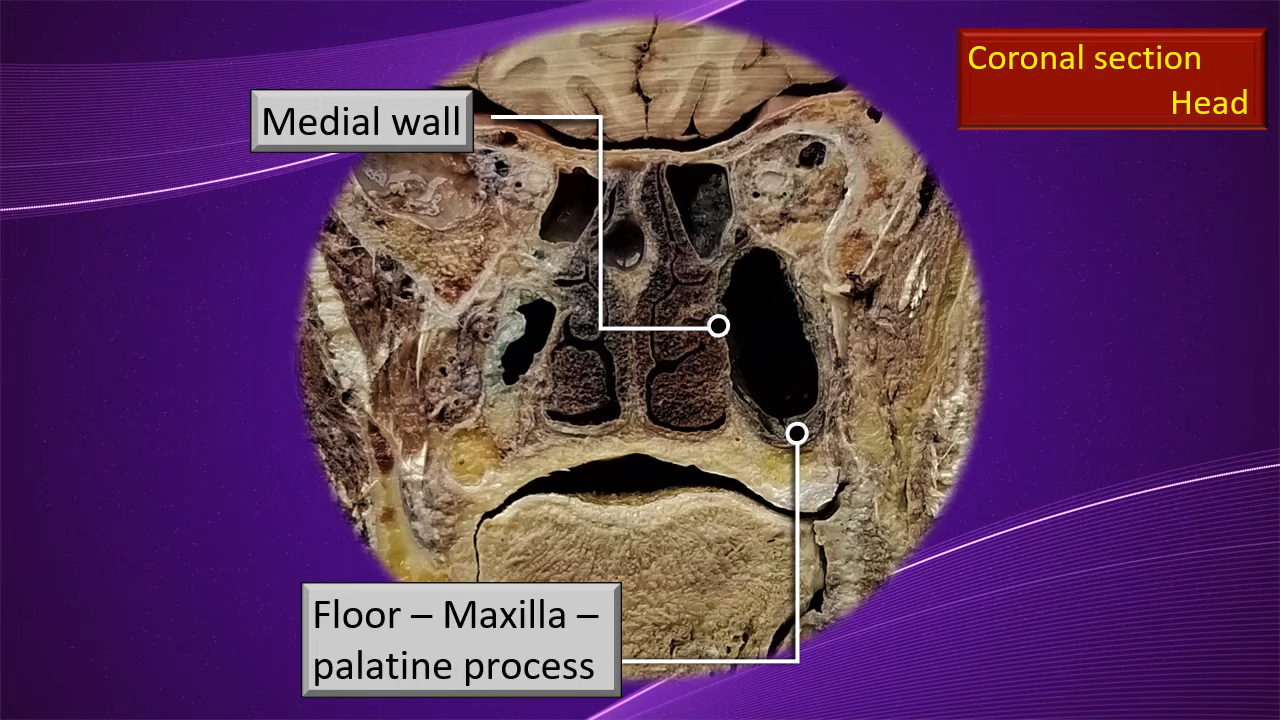 Coronal section
Head
Medial wall
Floor – Maxilla –
palatine process